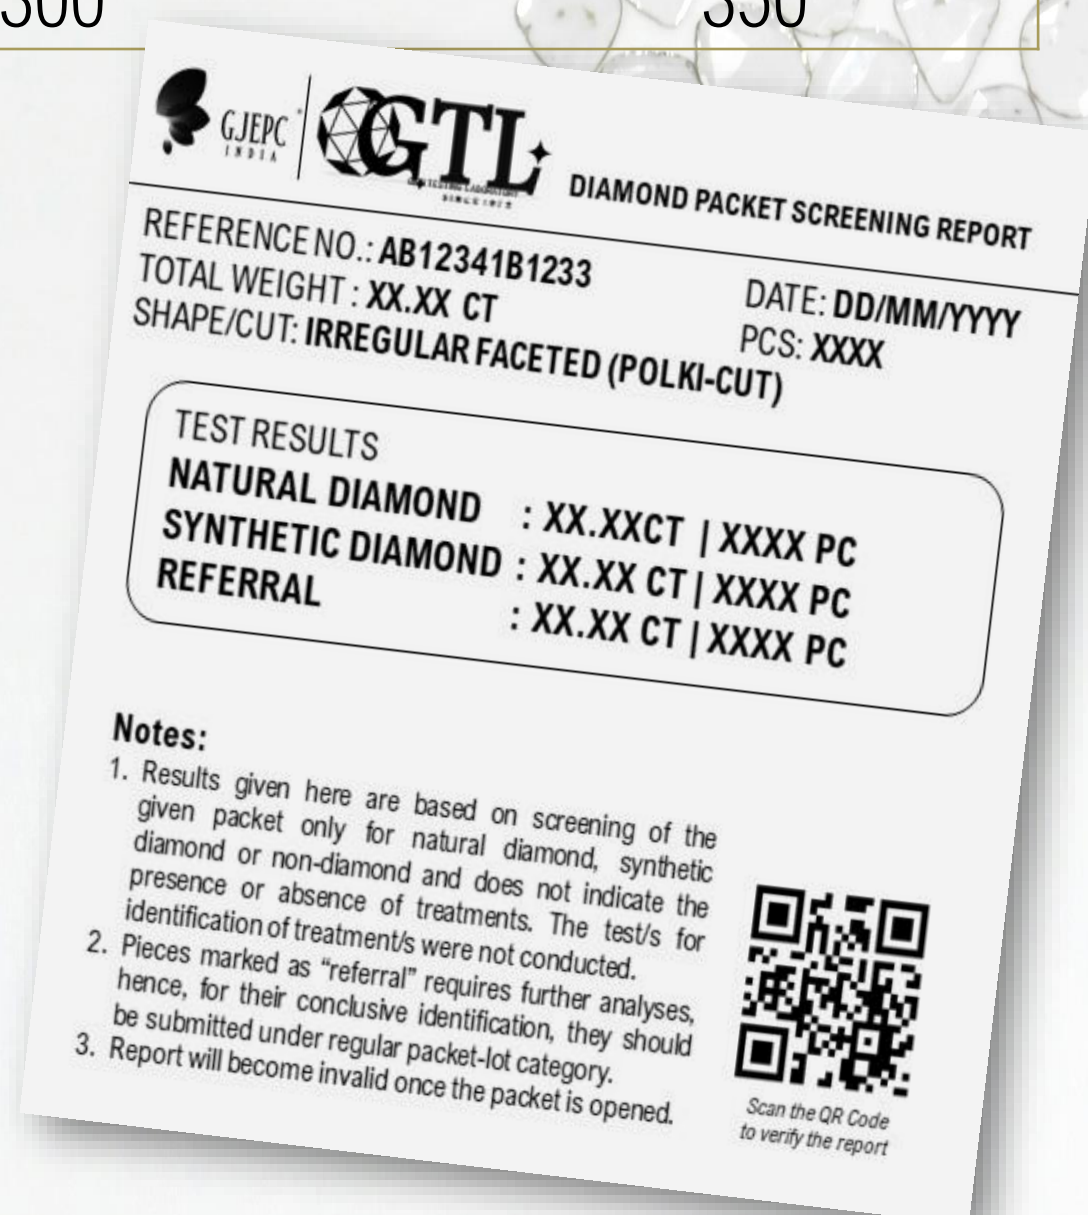 300 350
GJEPC
INDIA
GTL
GEM TESTING LABORATORY
SINCE 1972
DIAMOND PACKET SCREENING REPORT
REFERENCE NO.: AB12341B1233
DATE: DD/MM/YYYY
TOTAL WEIGHT : XX.XX CT
PCS: XXXX
SHAPE/CUT: IRREGULAR FACETED (POLKI-CUT)
TEST RESULTS
NATURAL DIAMOND : XX.XXCT | XXXX PC
SYNTHETIC DIAMOND : XX.XX CT | XXXX PC
REFERRAL : XX.XX CT | XXXX PC
Notes:
1. Results given here are based on screening of the
given packet only for natural diamond, synthetic
diamond or non-diamond and does not indicate the
presence or absence of treatments. The test/s for
identification of treatment/s were not conducted.
2. Pieces marked as “referral” requires further analyses,
hence, for their conclusive identification, they should
be submitted under regular packet-lot category.
3. Report will become invalid once the packet is opened.
Scan the QR Code
to verify the report